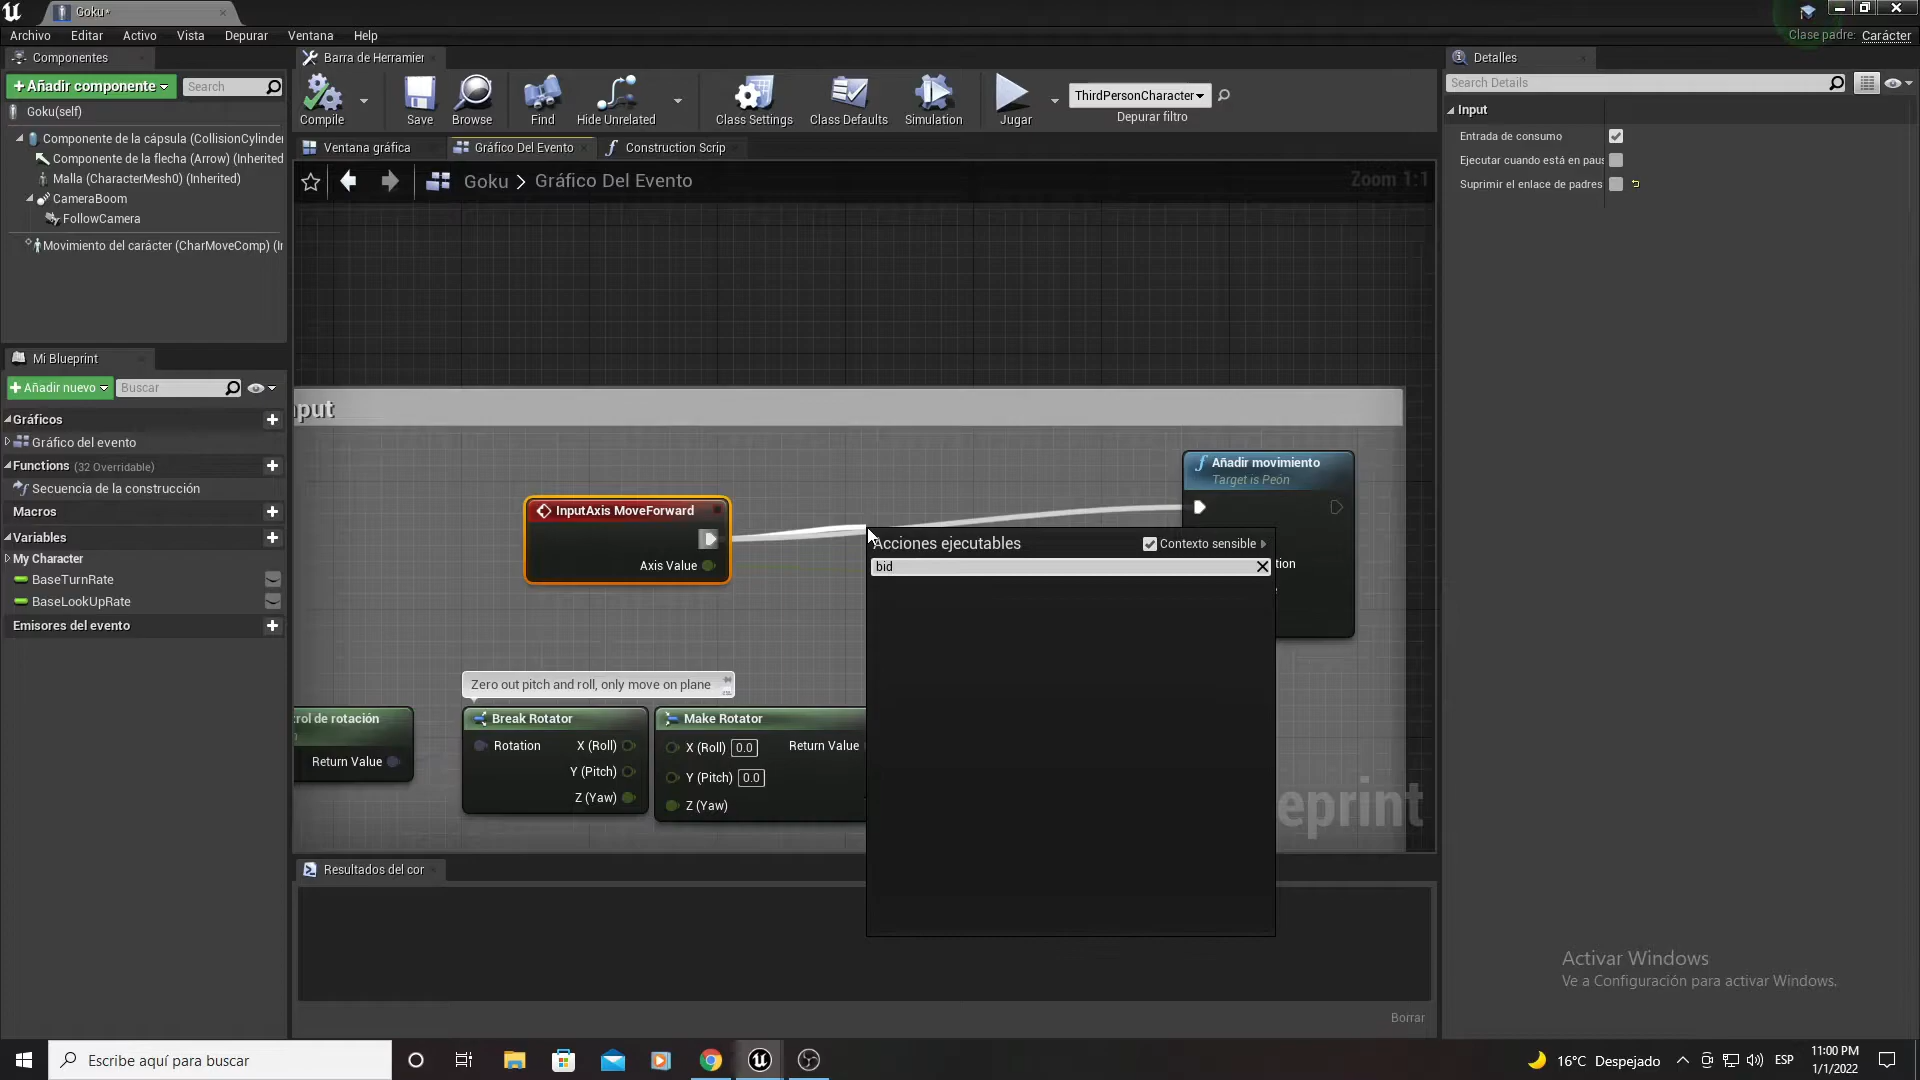 Goku*
Archivo Editar Activo Vista Depurar Ventana Help
Clase padre: Carácter
Componentes
Barra de Herramier
Detalles
+Añadir componente
Search
Search Details
Goku(self)
Input
Componente de la cápsula (CollisionCylinder
Entrada de consumo
Componente de la flecha (Arrow) (Inherited
Ejecutar cuando está en paus
Malla (CharacterMesh0) (Inherited)
Suprimir el enlace de padres
CameraBoom
FollowCamera
Movimiento del carácter (CharMoveComp) (I
Compile Save Browse Find Hide Unrelated Class Settings Class Defaults Simulation Jugar
ThirdPersonCharacter
Depurar filtro
Ventana gráfica Gráfico Del Evento Construction Scrip
Goku > Gráfico Del Evento
Zoom 1:1
Mi Blueprint
+Añadir nuevo
Buscar
Gráficos
Gráfico del evento
Functions (32 Overridable)
Secuencia de la construcción
Macros
Variables
My Character
BaseTurnRate
BaseLookUpRate
Emisores del evento
put
InputAxis MoveForward
Axis Value
Añadir movimiento
Target is Peón
tion
Acciones ejecutables
Contexto sensible
bid
Zero out pitch and roll, only move on plane
rol de rotación
Return Value
Break Rotator
Rotation X (Roll)
Y (Pitch)
Z (Yaw)
Make Rotator
X (Roll) 0.0 Return Value
Y (Pitch) 0.0
Z (Yaw)
eprint
Resultados del cor
Borrar
Activar Windows
Ve a Configuración para activar Windows.
Escribe aquí para buscar
16°C Despejado
ESP
11:00 PM
1/1/2022